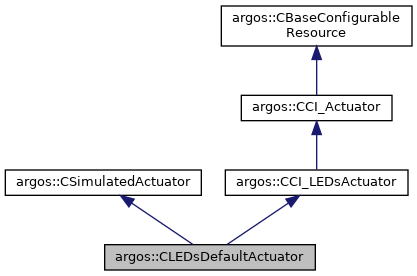 argos::CBaseConfigurable
Resource
argos::CCI_Actuator
argos::CSimulatedActuator
argos::CCI_LEDsActuator
argos::CLEDsDefaultActuator